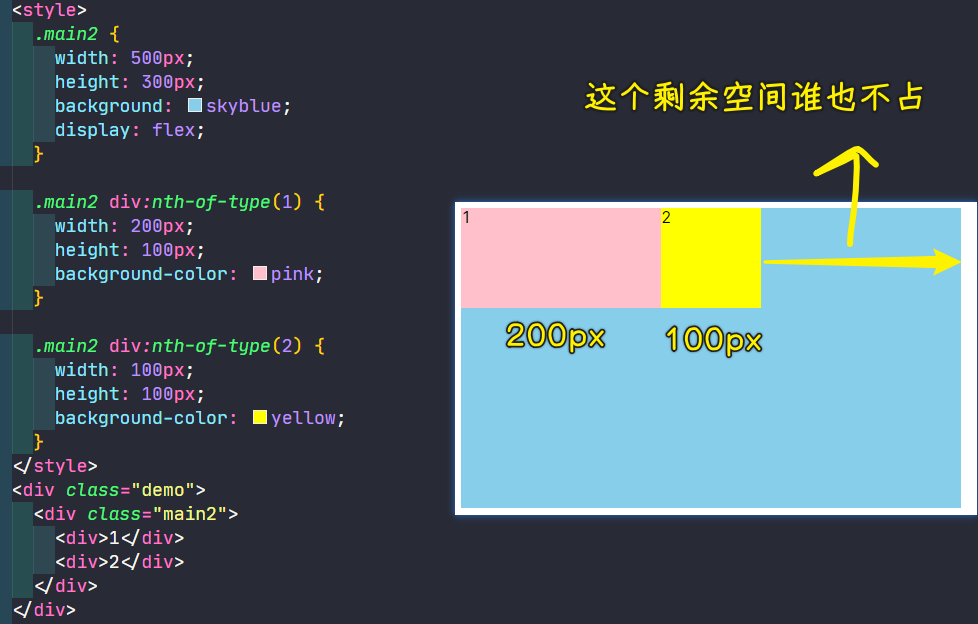 <style>
.main2 {
width: 500px;
height: 300px;
background: skyblue;
display: flex;
}
.main2 div:nth-of-type(1) {
width: 200px;
height: 100px;
background-color: pink;
}
.main2 div:nth-of-type(2) {
width: 100px;
height: 100px;
background-color: yellow;
}
</style>
<div class="demo">
<div class="main2">
<div>1</div>
<div>2</div>
</div>
</div>
这个剩余空间谁也不占
1
2
200px
100px